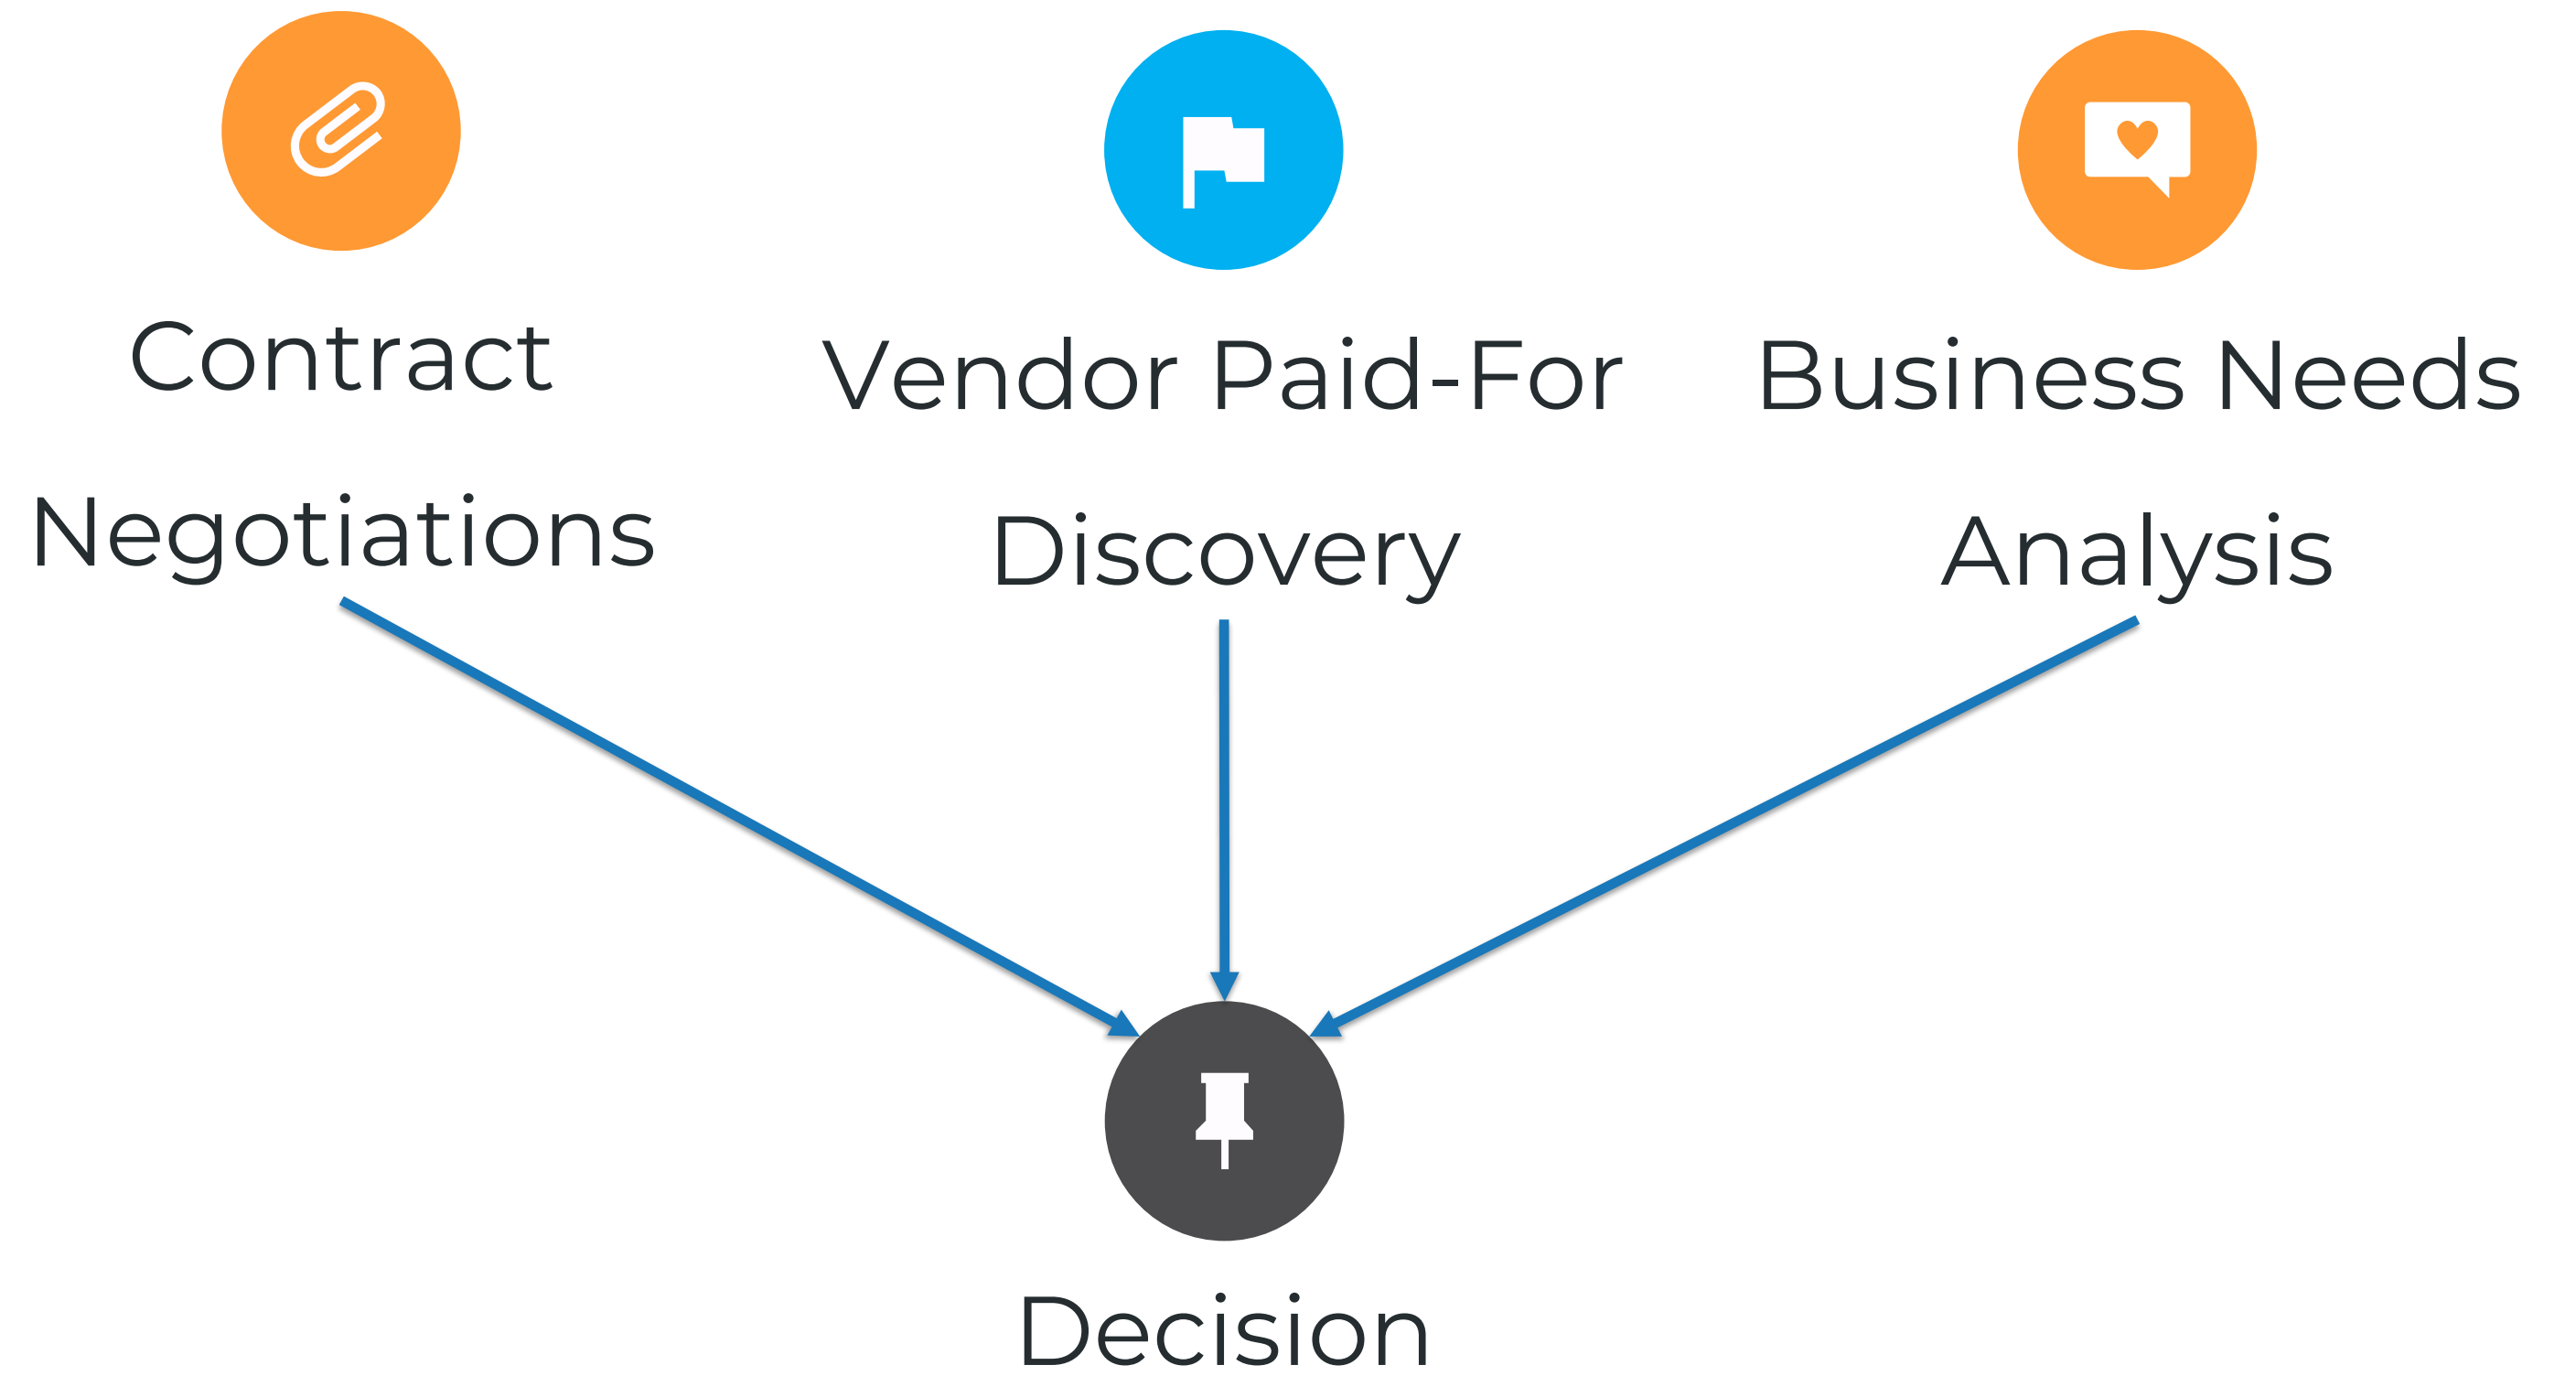 Contract
Negotiations
Vendor Paid-For
Discovery
Business Needs
Analysis
Decision